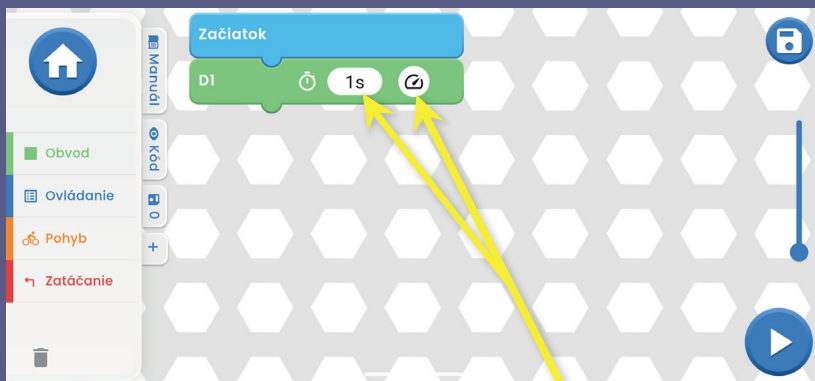 Začiatok
D1
1s
Manuál
Kód
0
+
Obvod
Ovládanie
Pohyb
Zatáčanie